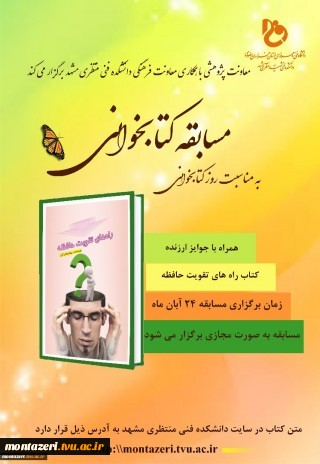 معاونت پژوهشی با همکاری معاونت فرهنگی دانشکده فنی منتظری مشهد برگزار می کند
مسابقه کتابخوانی
به مناسبت روز کتابخوانی
راه‌های تقویت حافظه
همراه با جوایز ارزنده
کتاب راه های تقویت حافظه
زمان برگزاری مسابقه ۲۴ آبان ماه
مسابقه به صورت مجازی برگزار می شود
متن کتاب در سایت دانشکده فنی منتظری مشهد به آدرس ذیل قرار دارد
montazeri.tvu.ac.ir
http:\\montazeri.tvu.ac.ir